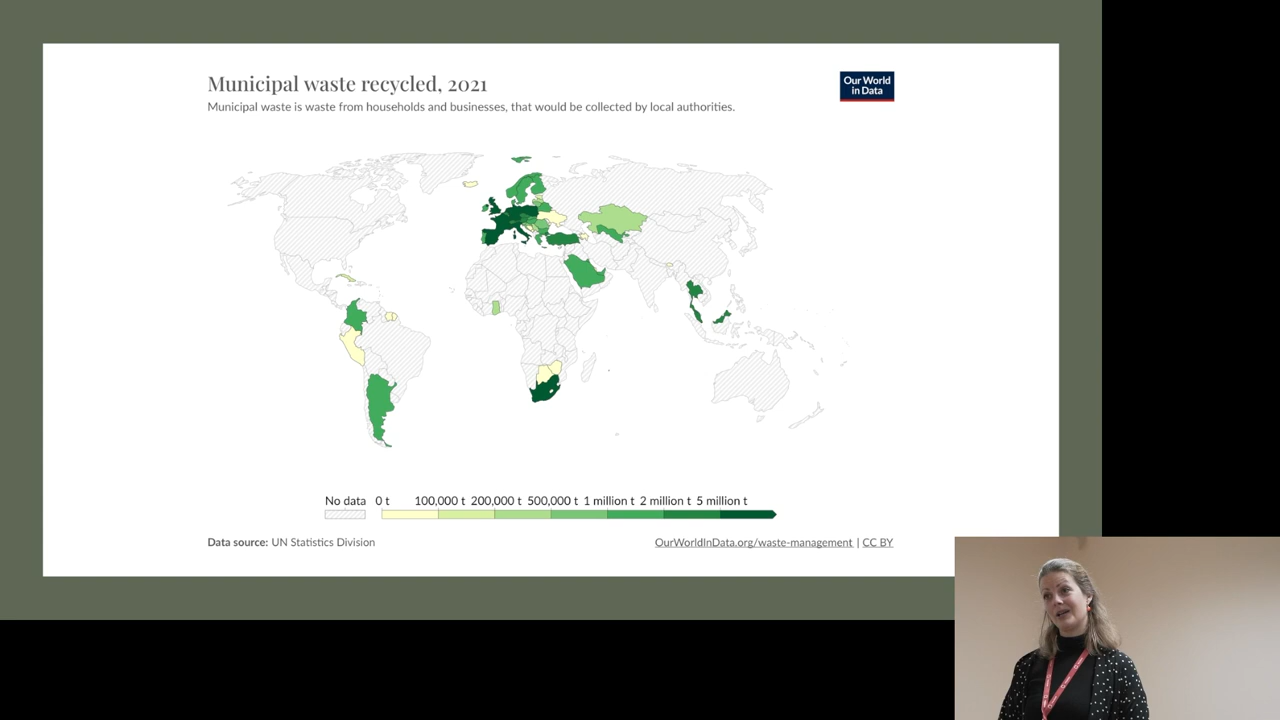 Municipal waste recycled, 2021
Municipal waste is waste from households and businesses, that would be collected by local authorities.
Our World
in Data
No data 0 t 100,000 t 200,000 t 500,000 t 1 million t 2 million t 5 million t
Data source: UN Statistics Division
OurWorldInData.org/waste-management | CC BY